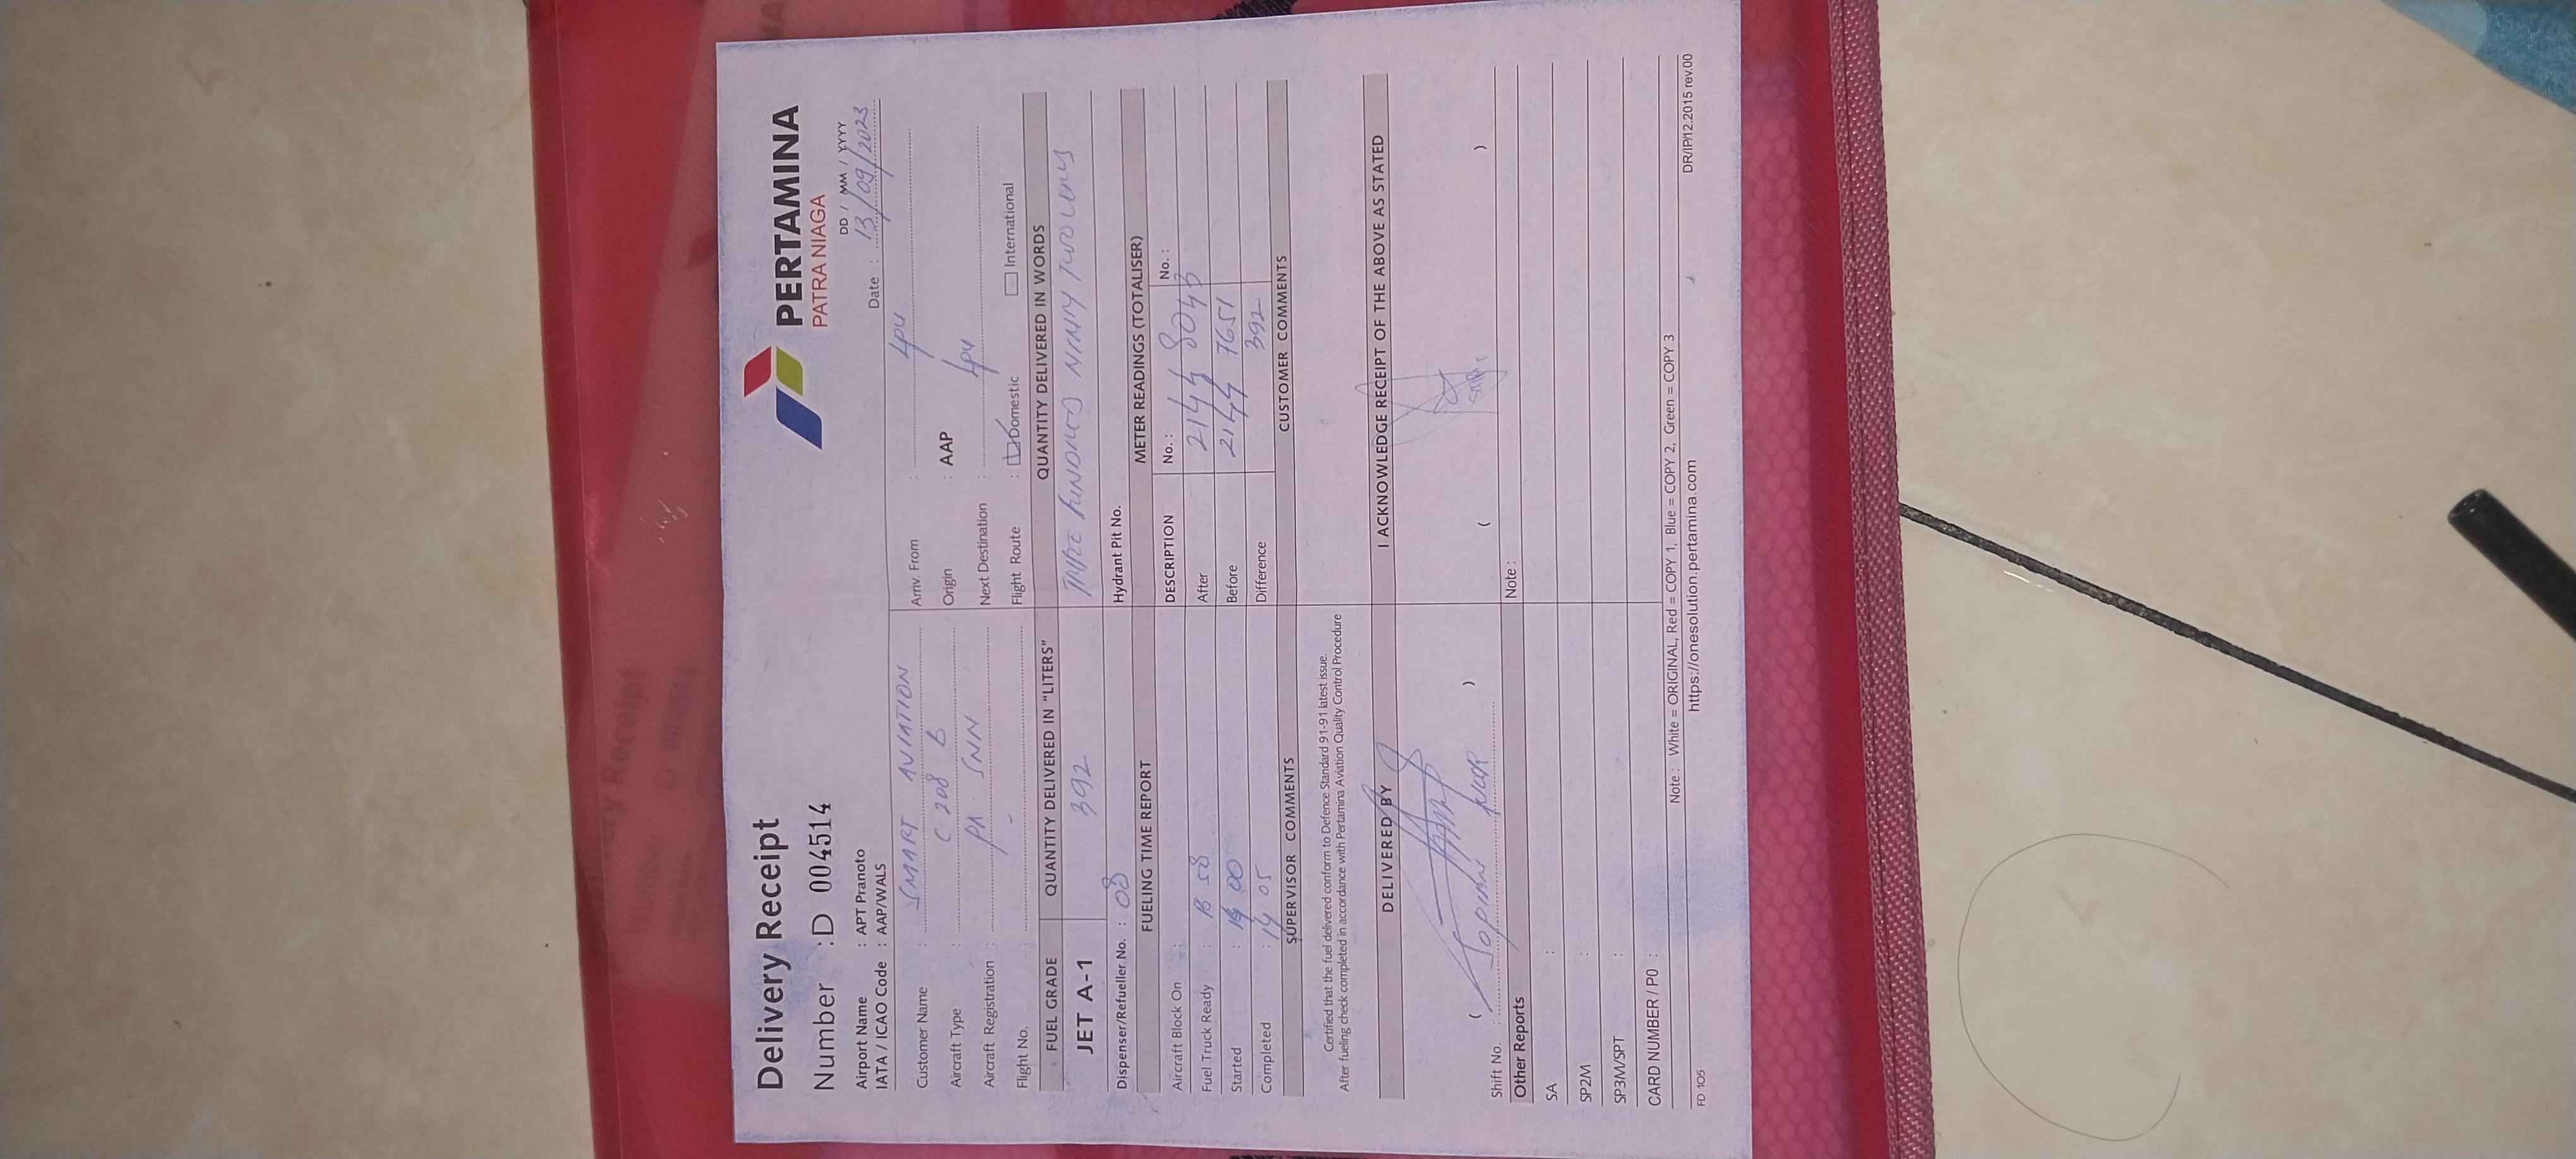 Delivery Receipt
PERTAMINA
PATRA NIAGA
Number : D 004514
DD / MM / YYYY
Airport Name : APT Pranoto
Date : 13/09/2023
IATA / ICAO Code : AAP/WALS
Customer Name : SMART AVIATION
Arriv. From : LPU
Aircraft Type : C 208 B
Origin : AAP
Aircraft Registration : PK. SNN
Next Destination : LPU
Flight No. : -
Flight Route : Domestic International
FUEL GRADE QUANTITY DELIVERED IN "LITERS" QUANTITY DELIVERED IN WORDS
JET A-1 392
Dispenser/Refueller No. : 08
Hydrant Pit No.
FUELING TIME REPORT
METER READINGS (TOTALISER)
Aircraft Block On :
DESCRIPTION No. : No. :
Fuel Truck Ready : 13 58
After 2144 8043
Started : 14 00
Before 2144 7651
Completed : 14 05
Difference 392
SUPERVISOR COMMENTS
CUSTOMER COMMENTS
Certified that the fuel delivered conform to Defence Standard 91-91 latest issue.
After fueling check completed in accordance with Pertamina Aviation Quality Control Procedure
DELIVERED BY
I ACKNOWLEDGE RECEIPT OF THE ABOVE AS STATED
( )
( )
Shift No. :
Other Reports
Note :
SA :
SP2M :
SP3M/SPT :
CARD NUMBER / P0 :
Note : White = ORIGINAL, Red = COPY 1, Blue = COPY 2, Green = COPY 3
FD 105
https://onesolution.pertamina.com
DR/IP/12.2015 rev.00